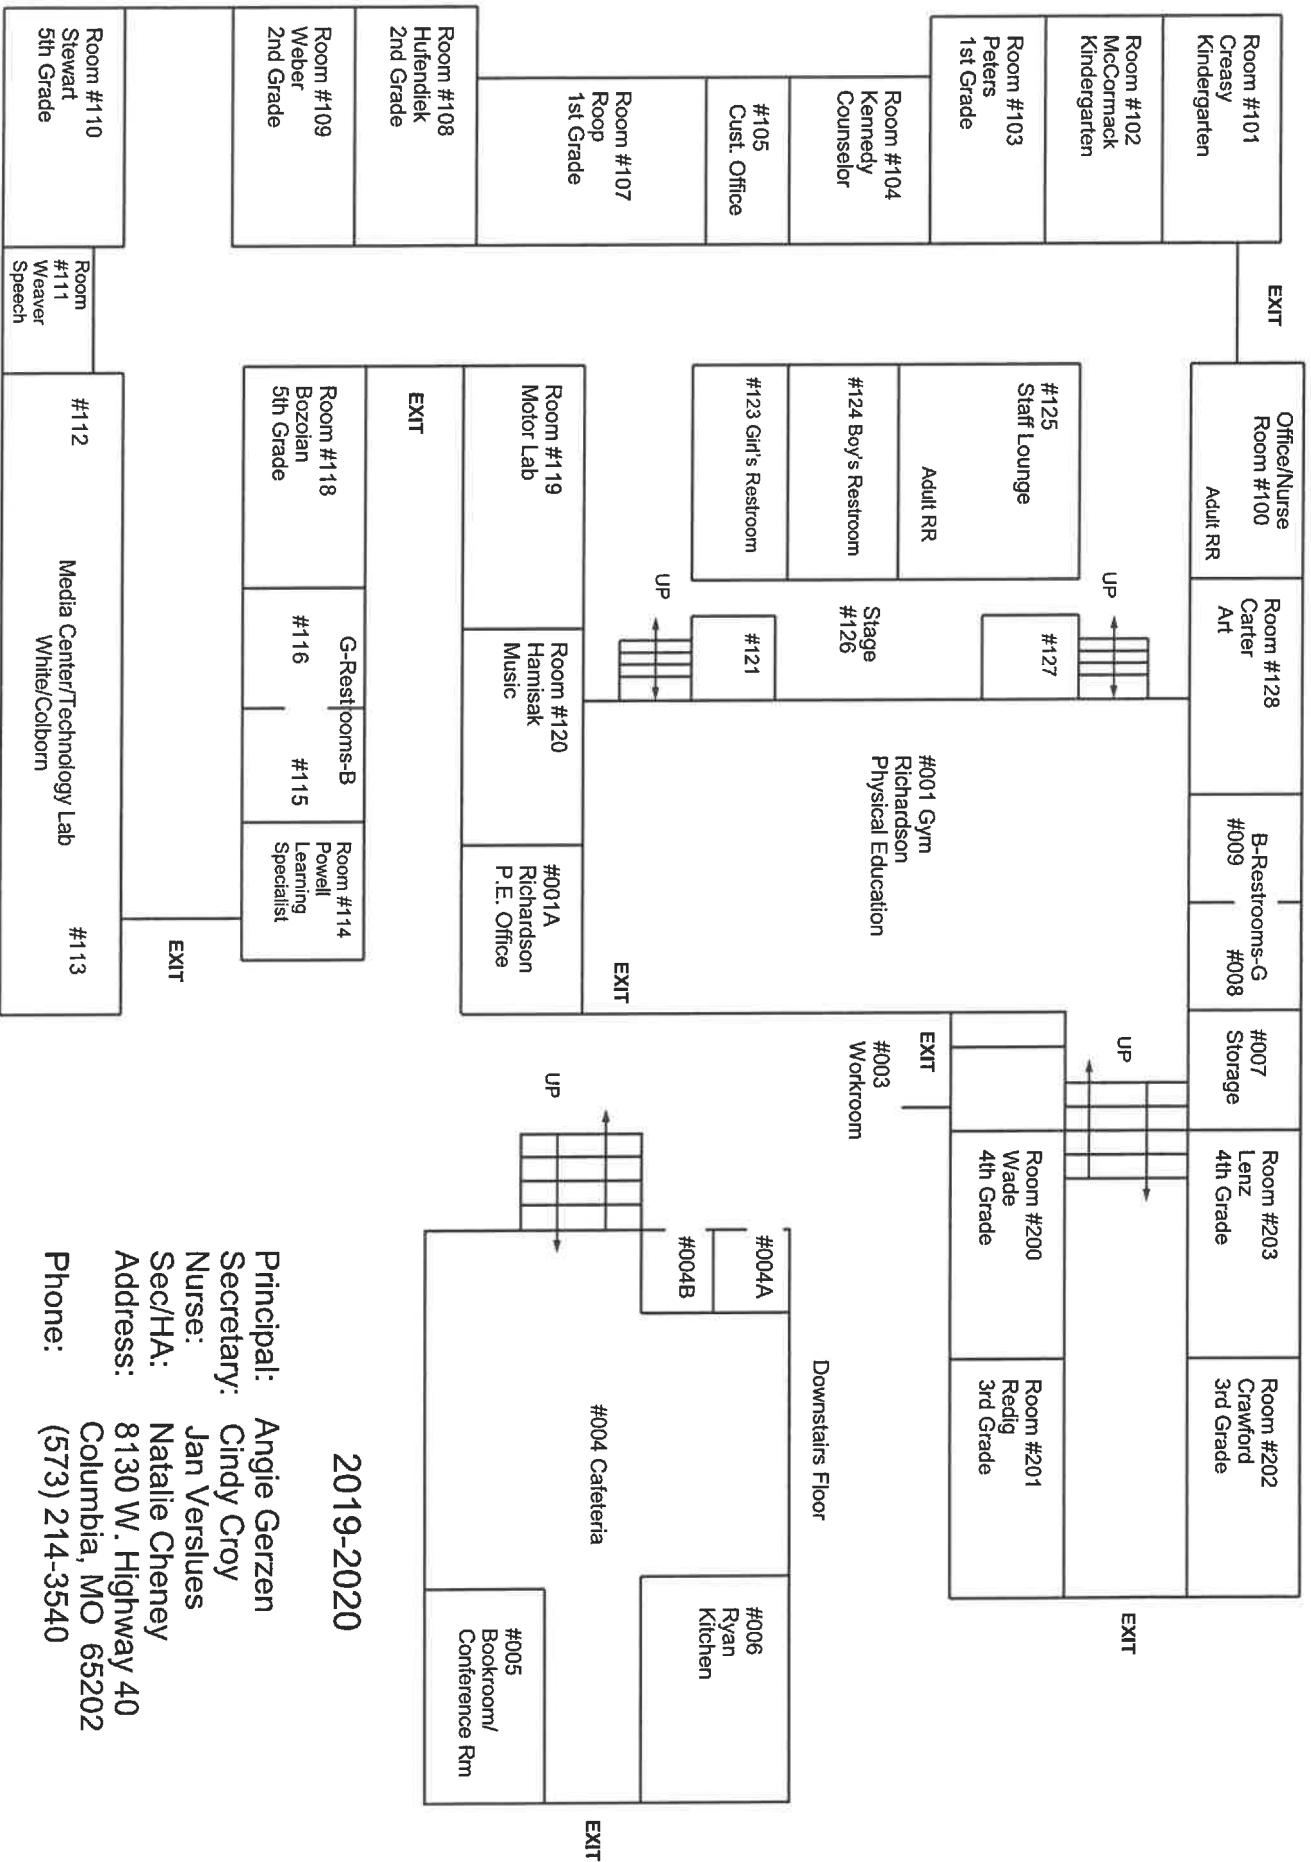 Room #101
Creasy
Kindergarten
EXIT
Office/Nurse
Room #100
Adult RR
Room #128
Carter
Art
B-Restrooms-G
#009
#008
#007
Storage
Room #203
Lenz
4th Grade
Room #202
Crawford
3rd Grade
Room #102
McCormack
Kindergarten
UP
UP
EXIT
Room #103
Peters
1st Grade
#125
Staff Lounge
Adult RR
#127
Room #200
Wade
4th Grade
Room #201
Redig
3rd Grade
Room #104
Kennedy
Counselor
#124 Boy's Restroom
Stage
#126
#001 Gym
Richardson
Physical Education
EXIT
#003
Workroom
Downstairs Floor
#105
Cust. Office
#123 Girl's Restroom
#121
UP
#004A
#004B
#006
Ryan
Kitchen
Room #107
Roop
1st Grade
EXIT
#004 Cafeteria
EXIT
Room #119
Motor Lab
Room #120
Hamisak
Music
#001A
Richardson
P.E. Office
UP
#005
Bookroom/
Conference Rm
Room #108
Hufendiek
2nd Grade
EXIT
Room #109
Weber
2nd Grade
Room #118
Bozoian
5th Grade
G-Restrooms-B
#116
#115
Room #114
Powell
Learning
Specialist
EXIT
Room #110
Stewart
5th Grade
Room
#111
Weaver
Speech
#112
Media Center/Technology Lab
White/Colborn
#113
2019-2020
Principal: Angie Gerzen
Secretary: Cindy Croy
Nurse: Jan Verslues
Sec/HA: Natalie Cheney
Address: 8130 W. Highway 40
Columbia, MO 65202
Phone: (573) 214-3540